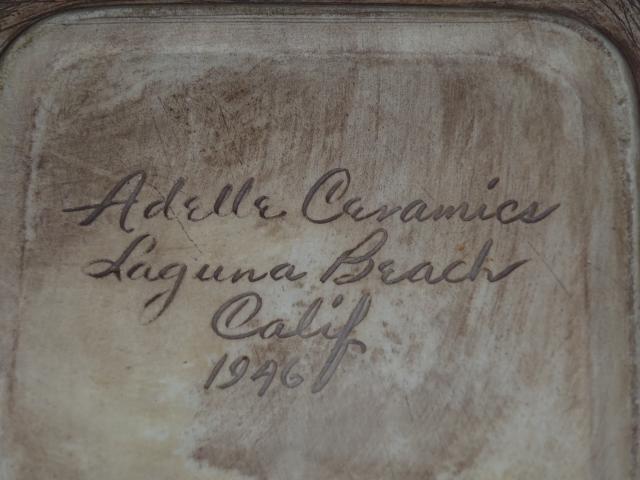 Adelle Ceramics
Laguna Beach
Calif
1946